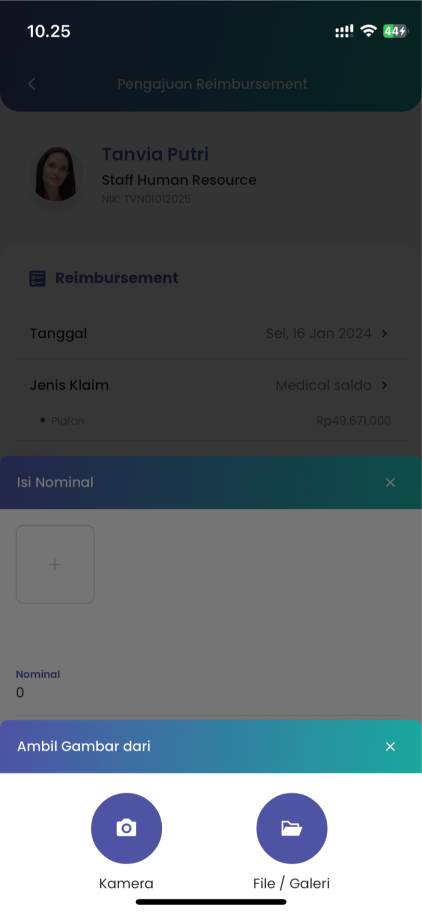 10.25
44
Pengajuan Reimbursement
Tanvia Putri
Staff Human Resource
NIK: TVN01012025
Reimbursement
Tanggal Sel, 16 Jan 2024
Jenis Klaim Medical saldo
Plafon Rp49.671.000
Isi Nominal
Nominal
0
Ambil Gambar dari
Kamera File / Galeri